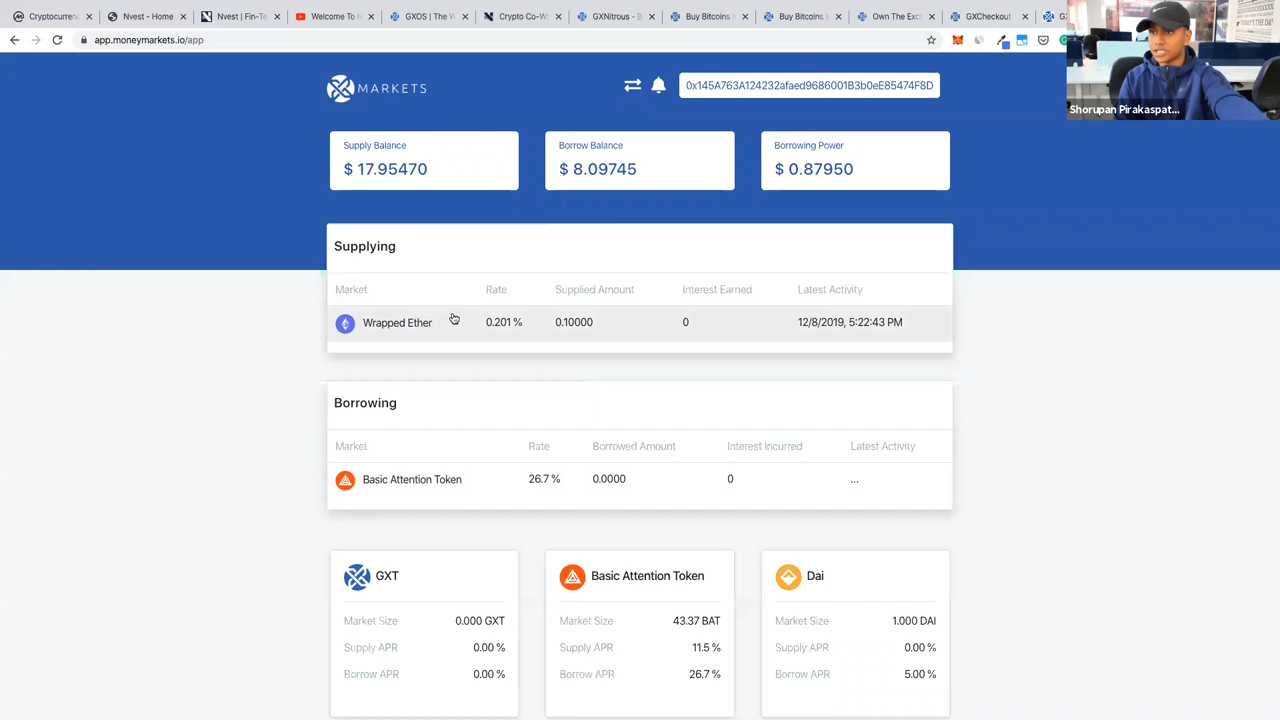 Cryptocurrenc
Nvest - Home
Nvest | Fin-Te
Welcome To N
GXOS | The W
Crypto Co-W
GXNitrous - B
Buy Bitcoins &
Buy Bitcoins I
Own The Exc
GXCheckout
app.moneymarkets.io/app
Shorupan Pirakaspat...
MARKETS
0x145A763A124232afaed9686001B3b0eE85474F8D
Supply Balance
$ 17.95470
Borrow Balance
$ 8.09745
Borrowing Power
$ 0.87950
Supplying
Market Rate Supplied Amount Interest Earned Latest Activity
Wrapped Ether 0.201 % 0.10000 0 12/8/2019, 5:22:43 PM
Borrowing
Market Rate Borrowed Amount Interest Incurred Latest Activity
Basic Attention Token 26.7 % 0.0000 0 ...
GXT
Market Size 0.000 GXT
Supply APR 0.00 %
Borrow APR 0.00 %
Basic Attention Token
Market Size 43.37 BAT
Supply APR 11.5 %
Borrow APR 26.7 %
Dai
Market Size 1.000 DAI
Supply APR 0.00 %
Borrow APR 5.00 %